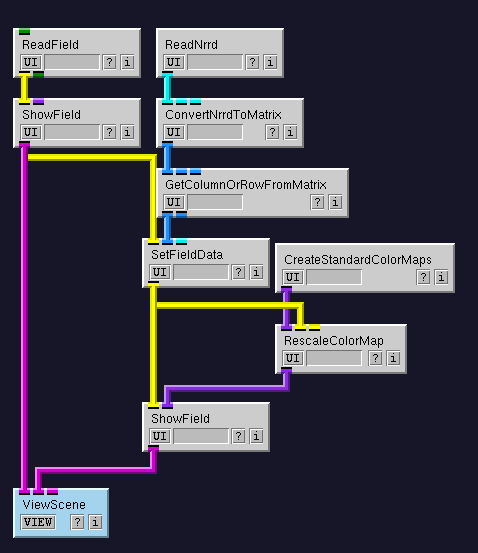 ReadField
UI ? i
ReadNrrd
UI ? i
ShowField
UI ? i
ConvertNrrdToMatrix
UI ? i
GetColumnOrRowFromMatrix
UI ? i
SetFieldData
UI ? i
CreateStandardColorMaps
UI ? i
RescaleColorMap
UI ? i
ShowField
UI ? i
ViewScene
VIEW ? i